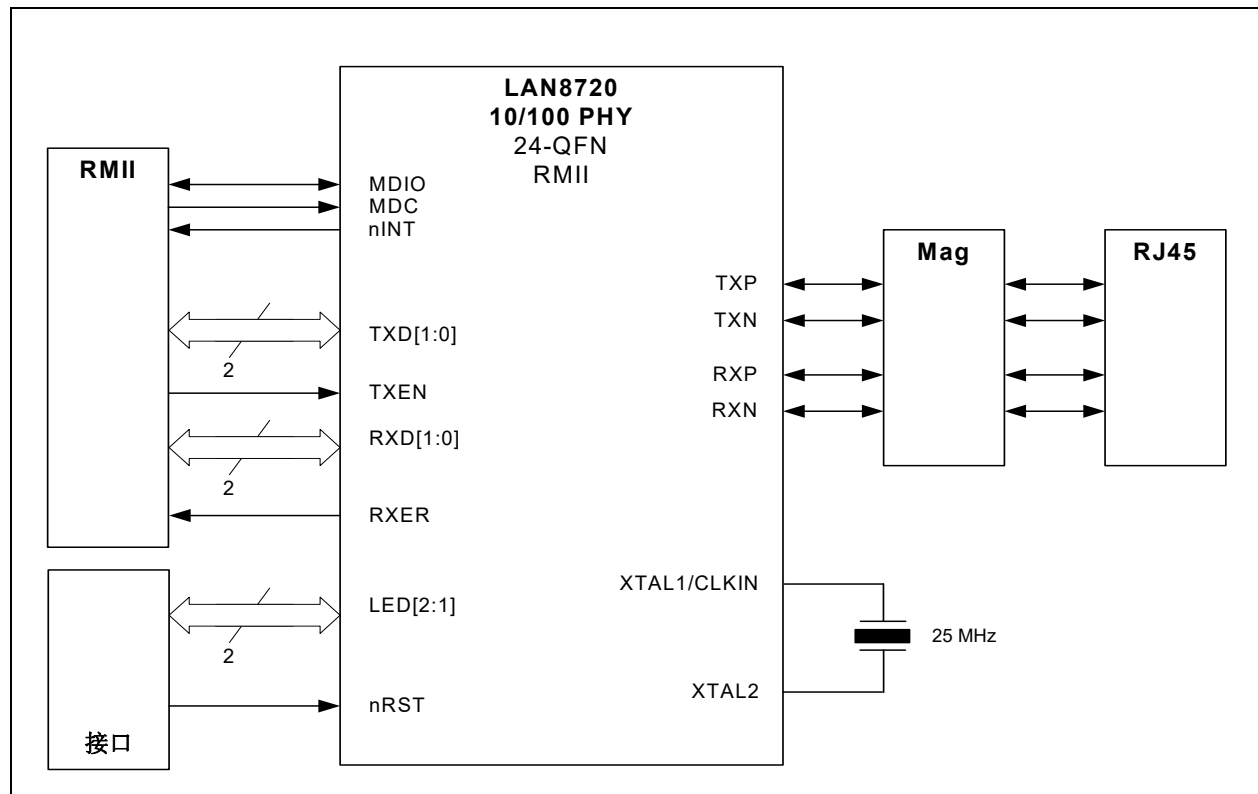 LAN8720
10/100 PHY
24-QFN
RMII
RMII
MDIO
MDC
nINT
TXD[1:0]
2
TXEN
RXD[1:0]
2
RXER
LED[2:1]
2
nRST
接口
TXP
TXN
RXP
RXN
XTAL1/CLKIN
XTAL2
Mag
RJ45
25 MHz